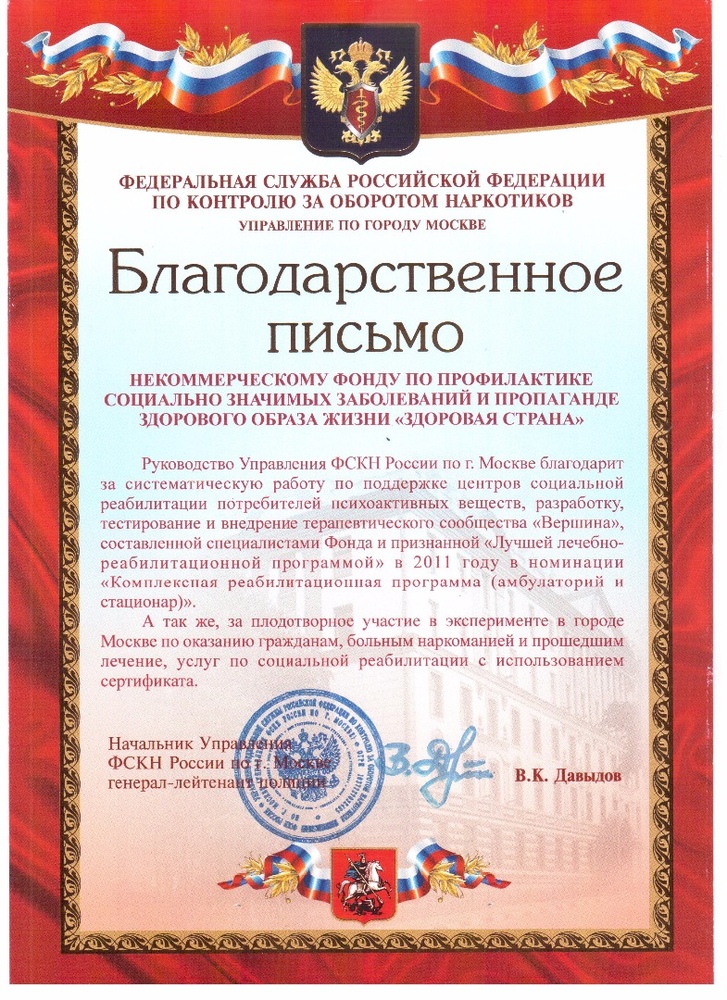 ФЕДЕРАЛЬНАЯ СЛУЖБА РОССИЙСКОЙ ФЕДЕРАЦИИ
ПО КОНТРОЛЮ ЗА ОБОРОТОМ НАРКОТИКОВ
УПРАВЛЕНИЕ ПО ГОРОДУ МОСКВЕ
Благодарственное
письмо
НЕКОММЕРЧЕСКОМУ ФОНДУ ПО ПРОФИЛАКТИКЕ
СОЦИАЛЬНО ЗНАЧИМЫХ ЗАБОЛЕВАНИЙ И ПРОПАГАНДЕ
ЗДОРОВОГО ОБРАЗА ЖИЗНИ «ЗДОРОВАЯ СТРАНА»
Руководство Управления ФСКН России по г. Москве благодарит
за систематическую работу по поддержке центров социальной
реабилитации потребителей психоактивных веществ, разработку,
тестирование и внедрение терапевтического сообщества «Вершина»,
составленной специалистами Фонда и признанной «Лучшей лечебно-
реабилитационной программой» в 2011 году в номинации
«Комплексная реабилитационная программа (амбулаторий и
стационар)».
А так же, за плодотворное участие в эксперименте в городе
Москве по оказанию гражданам, больным наркоманией и прошедшим
лечение, услуг по социальной реабилитации с использованием
сертификата.
Начальник Управления
ФСКН России по г. Москве
генерал-лейтенант полиции
В.К. Давыдов